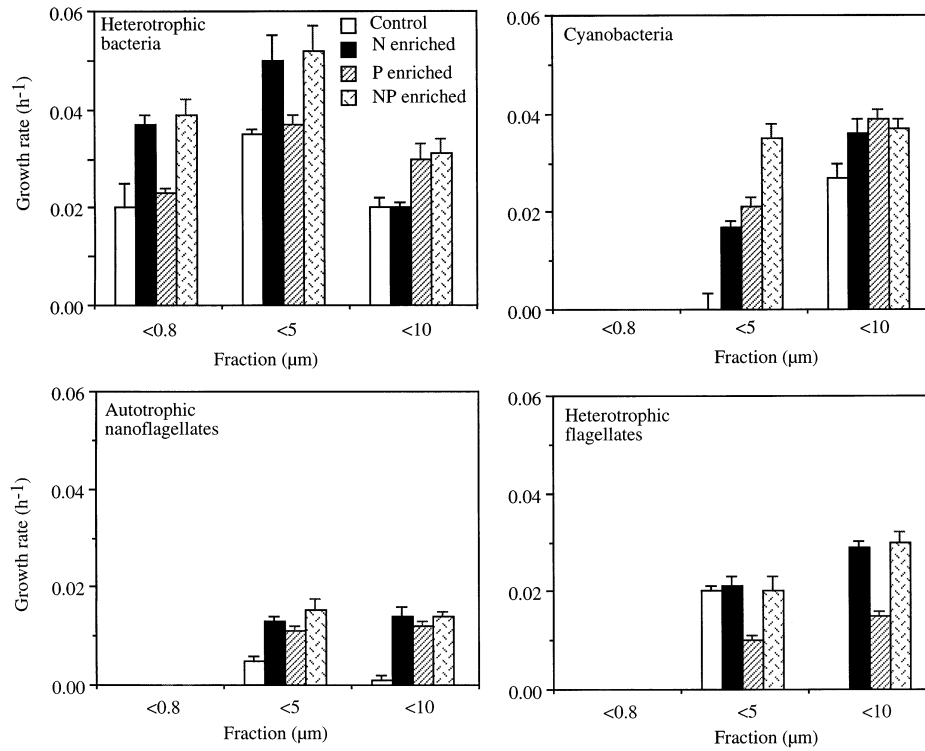 Heterotrophic
bacteria
Control
N enriched
P enriched
NP enriched
Growth rate (h-1)
0.06
0.04
0.02
0.00
<0.8
<5
<10
Fraction (µm)
Cyanobacteria
0.06
0.04
0.02
0.00
<0.8
<5
<10
Fraction (µm)
Autotrophic
nanoflagellates
Growth rate (h-1)
0.06
0.04
0.02
0.00
<0.8
<5
<10
Fraction (µm)
Heterotrophic
flagellates
0.06
0.04
0.02
0.00
<0.8
<5
<10
Fraction (µm)